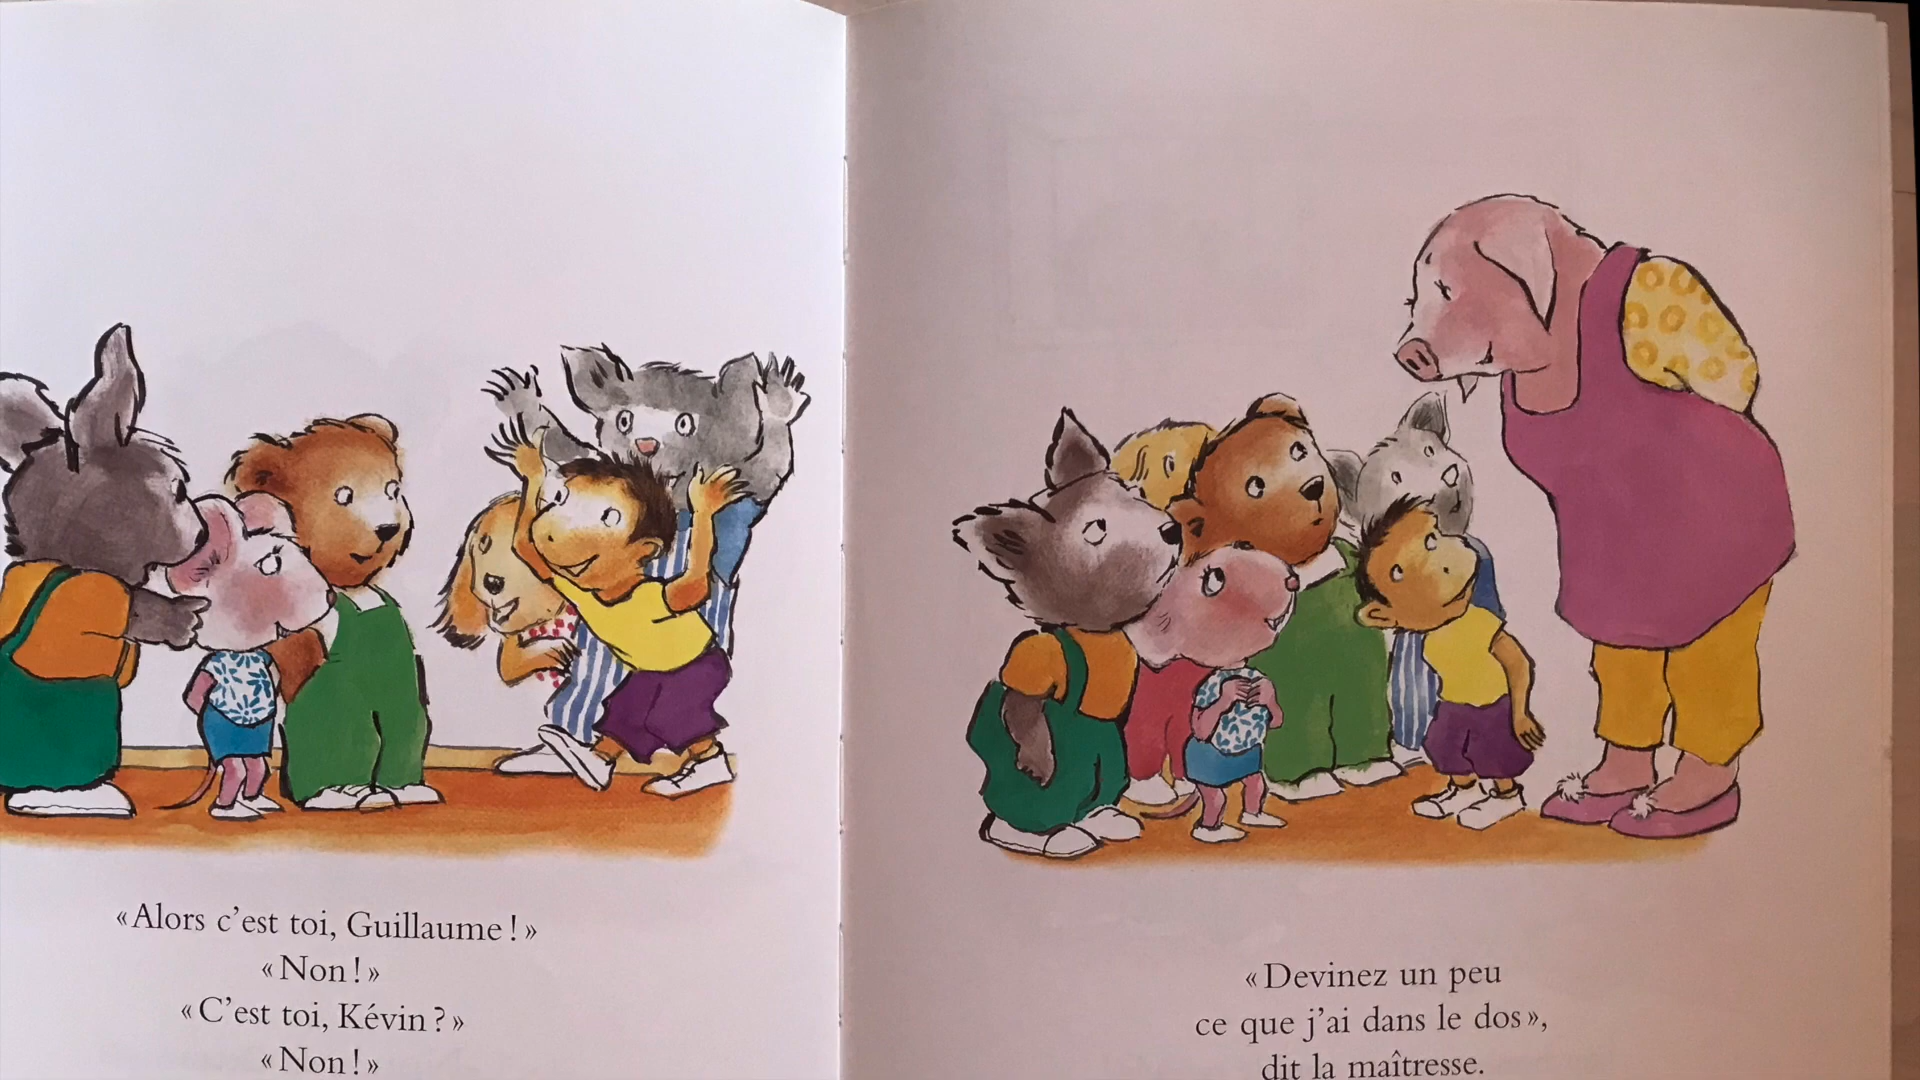 «Alors c'est toi, Guillaume!»
«Non!»
«C'est toi, Kévin?»
«Non!»
«Devinez un peu
ce que j'ai dans le dos»,
dit la maîtresse.